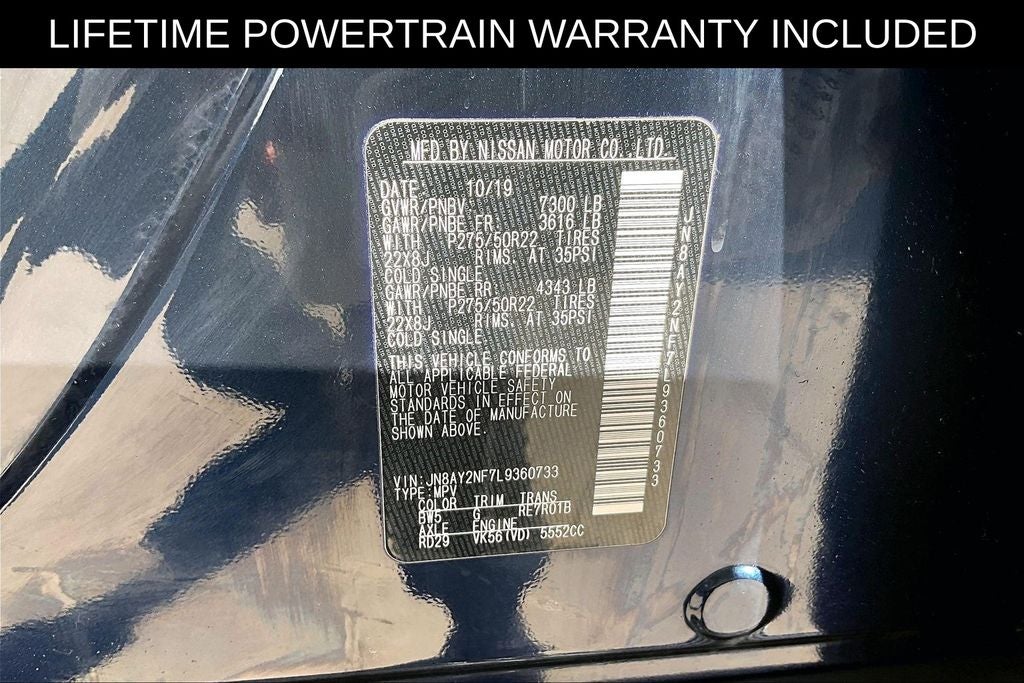 LIFETIME POWERTRAIN WARRANTY INCLUDED
MFD BY NISSAN MOTOR CO., LTD.
DATE: 10/19
GVWR/PNBV 7300 LB
GAWR/PNBE FR. 3616 LB
WITH P275/50R22 TIRES
22X8J RIMS. AT 35PSI
COLD SINGLE
GAWR/PNBE RR. 4343 LB
WITH P275/50R22 TIRES
22X8J RIMS. AT 35PSI
COLD SINGLE
THIS VEHICLE CONFORMS TO
ALL APPLICABLE FEDERAL
MOTOR VEHICLE SAFETY
STANDARDS IN EFFECT ON
THE DATE OF MANUFACTURE
SHOWN ABOVE.
VIN:JN8AY2NF7L9360733
TYPE:MPV
COLOR TRIM TRANS
BW5 G RE7R01B
AXLE ENGINE
RD29 VK56(VD) 5552CC
JN8AY2NF7L9360733